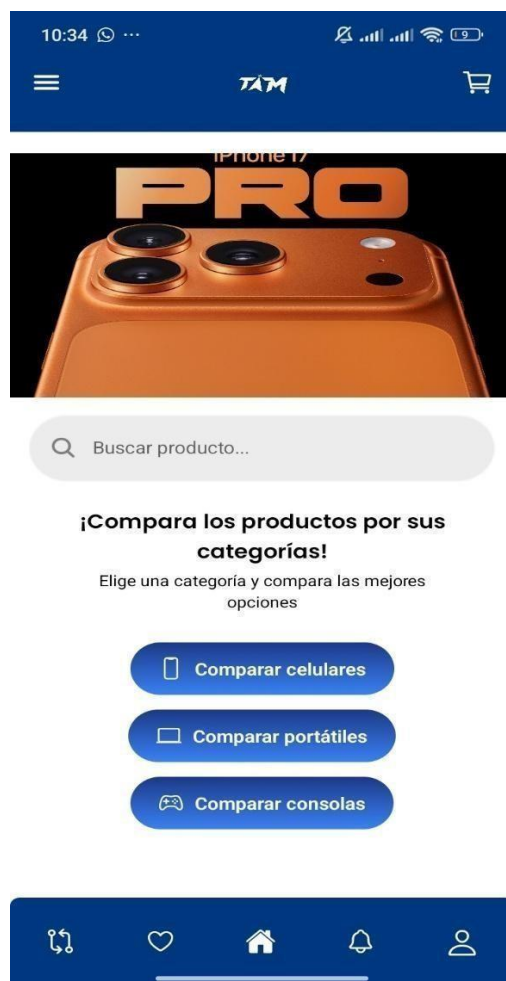 10:34
19
TAM
iPhone 17
PRO
Buscar producto...
¡Compara los productos por sus
categorías!
Elige una categoría y compara las mejores
opciones
Comparar celulares
Comparar portátiles
Comparar consolas